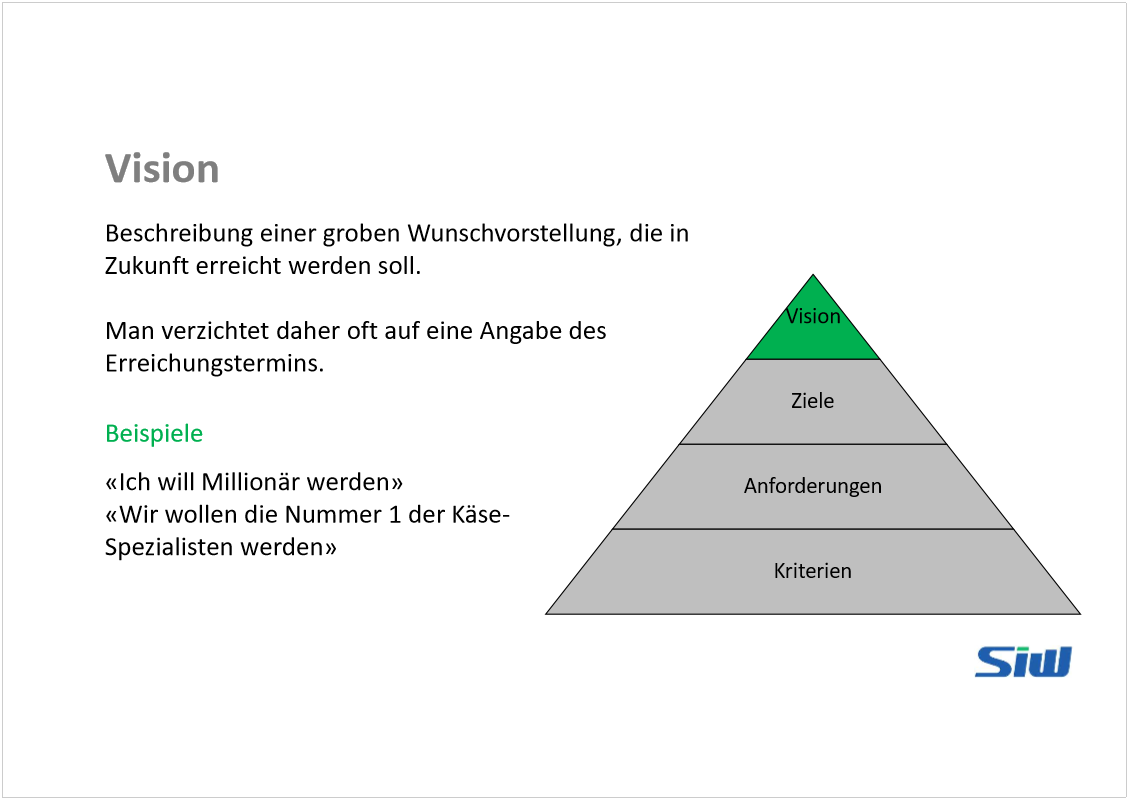 Vision
Beschreibung einer groben Wunschvorstellung, die in
Zukunft erreicht werden soll.
Man verzichtet daher oft auf eine Angabe des
Erreichungstermins.
Beispiele
«Ich will Millionär werden»
«Wir wollen die Nummer 1 der Käse-
Spezialisten werden»
Vision
Ziele
Anforderungen
Kriterien
Siw